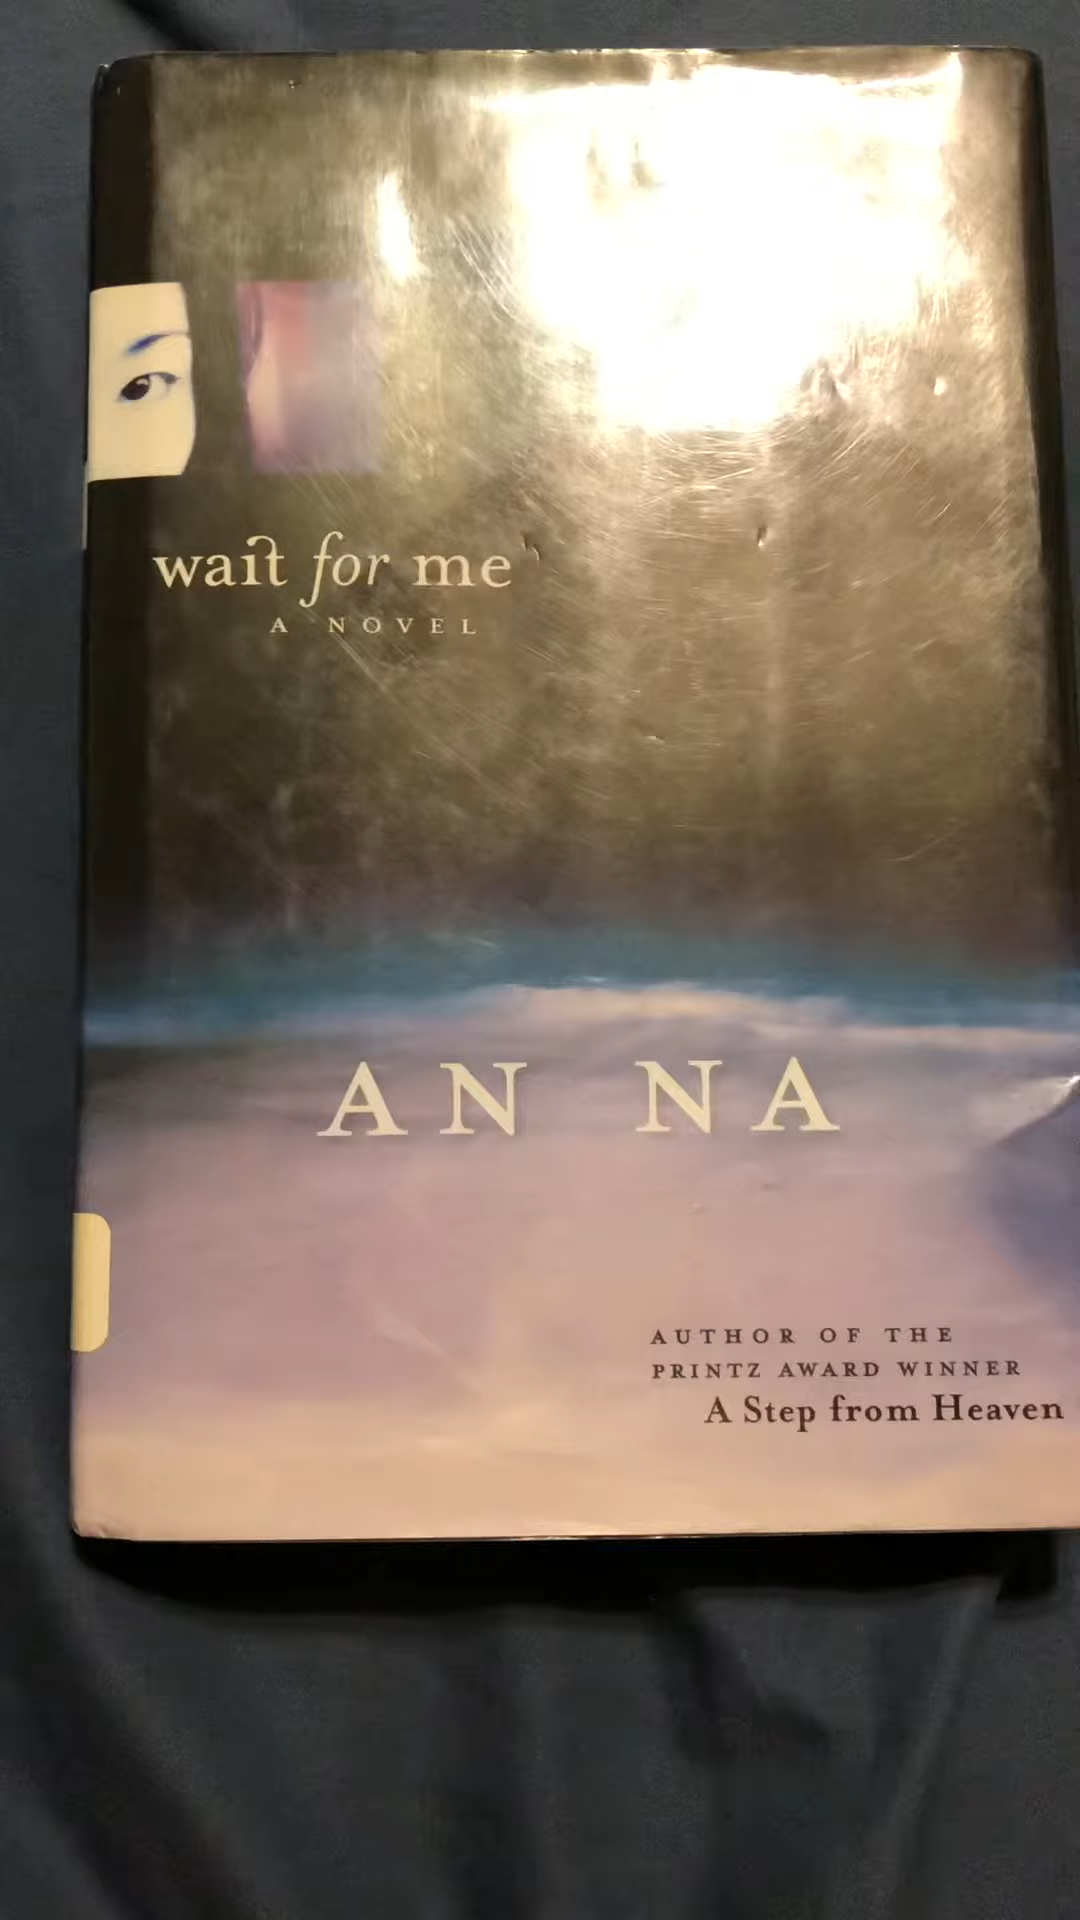 wait for me
A NOVEL
AN NA
AUTHOR OF THE
PRINTZ AWARD WINNER
A Step from Heaven